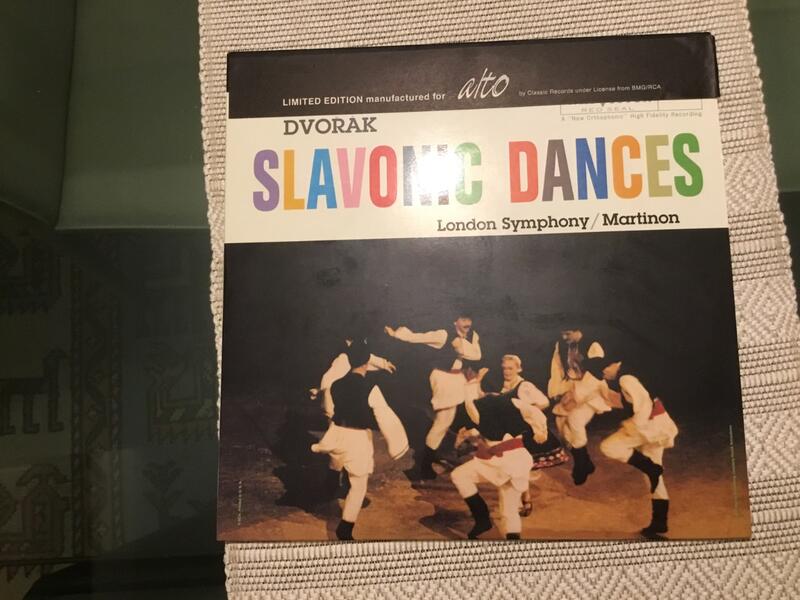 LIMITED EDITION manufactured for alto by Classic Records under License from BMG/RCA
RED SEAL
A "New Orthophonic" High Fidelity Recording
DVORAK
SLAVONIC DANCES
London Symphony/Martinon